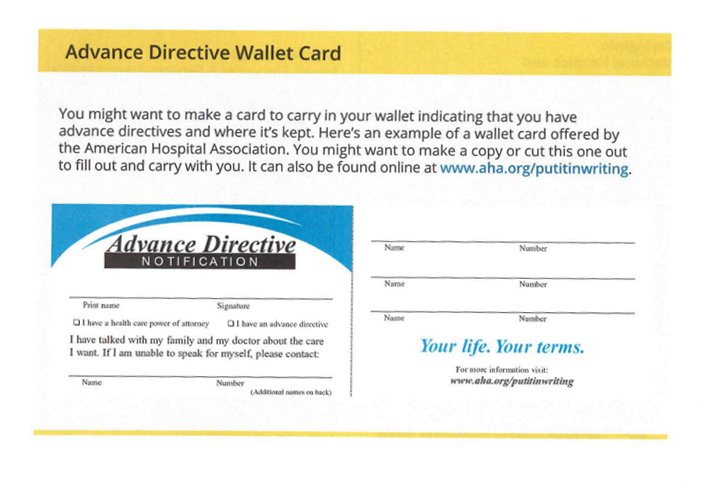 Advance Directive Wallet Card
You might want to make a card to carry in your wallet indicating that you have
advance directives and where it's kept. Here's an example of a wallet card offered by
the American Hospital Association. You might want to make a copy or cut this one out
to fill out and carry with you. It can also be found online at www.aha.org/putitinwriting.
Advance Directive
NOTIFICATION
Print name Signature
❑ I have a health care power of attorney ❑ I have an advance directive
I have talked with my family and my doctor about the care
I want. If I am unable to speak for myself, please contact:
Name Number
(Additional names on back)
Name Number
Name Number
Name Number
Your life. Your terms.
For more information visit:
www.aha.org/putitinwriting